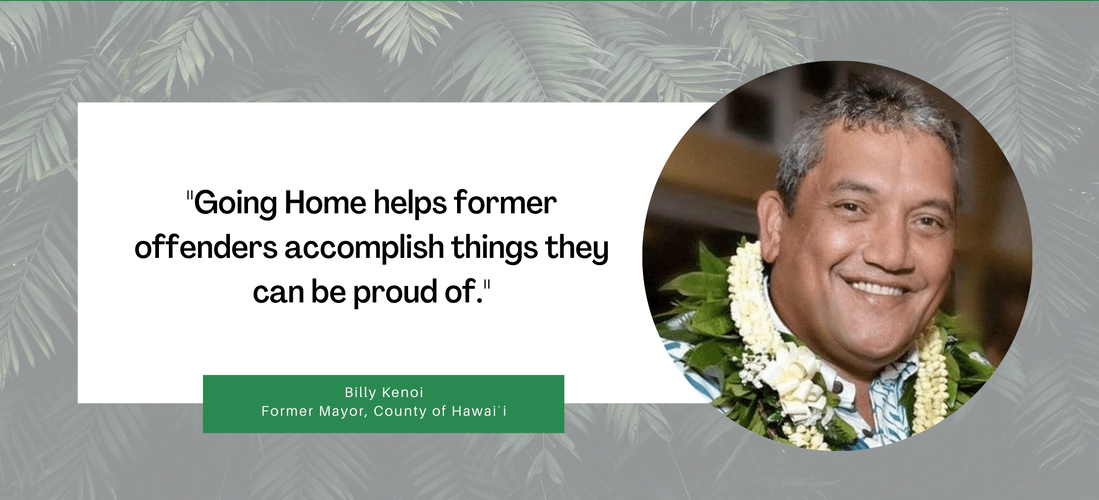 "Going Home helps former
offenders accomplish things they
can be proud of."
Billy Kenoi
Former Mayor, County of Hawai`i